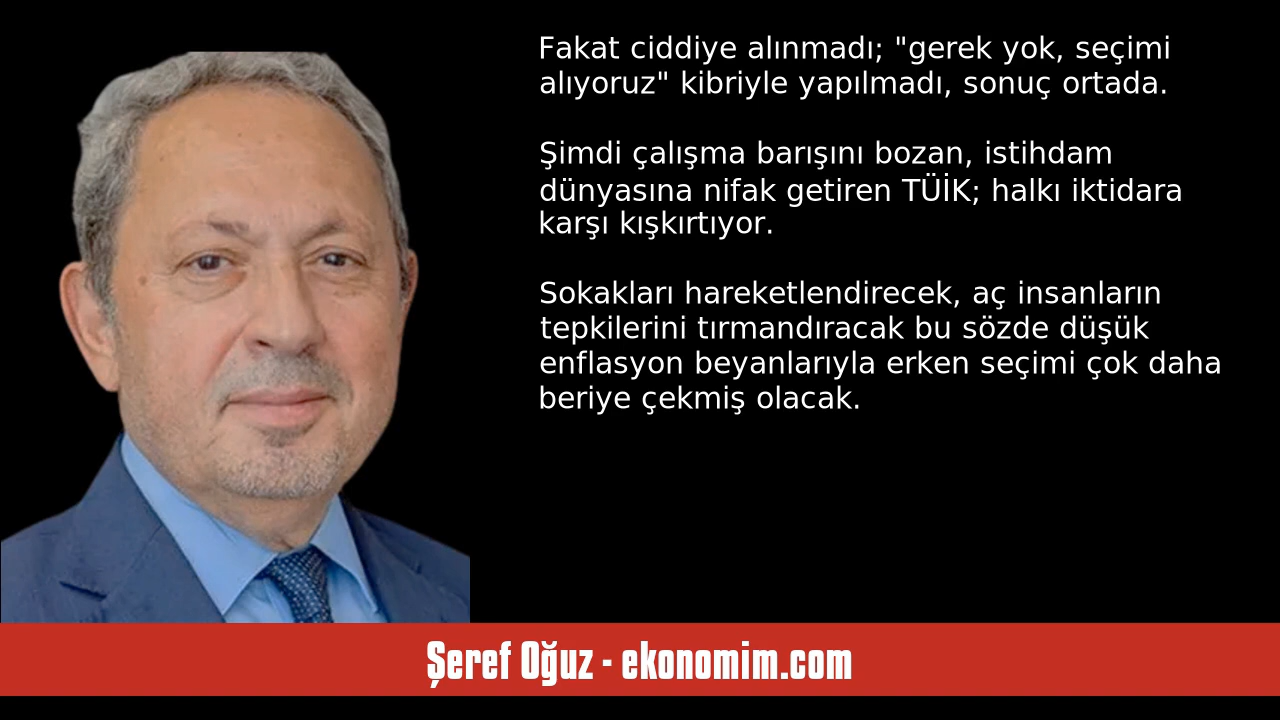 Fakat ciddiye alınmadı; "gerek yok, seçimi
alıyoruz" kibriyle yapılmadı, sonuç ortada.
Şimdi çalışma barışını bozan, istihdam
dünyasına nifak getiren TÜİK; halkı iktidara
karşı kışkırtıyor.
Sokakları hareketlendirecek, aç insanların
tepkilerini tırmandıracak bu sözde düşük
enflasyon beyanlarıyla erken seçimi çok daha
beriye çekmiş olacak.
Şeref Oğuz - ekonomim.com